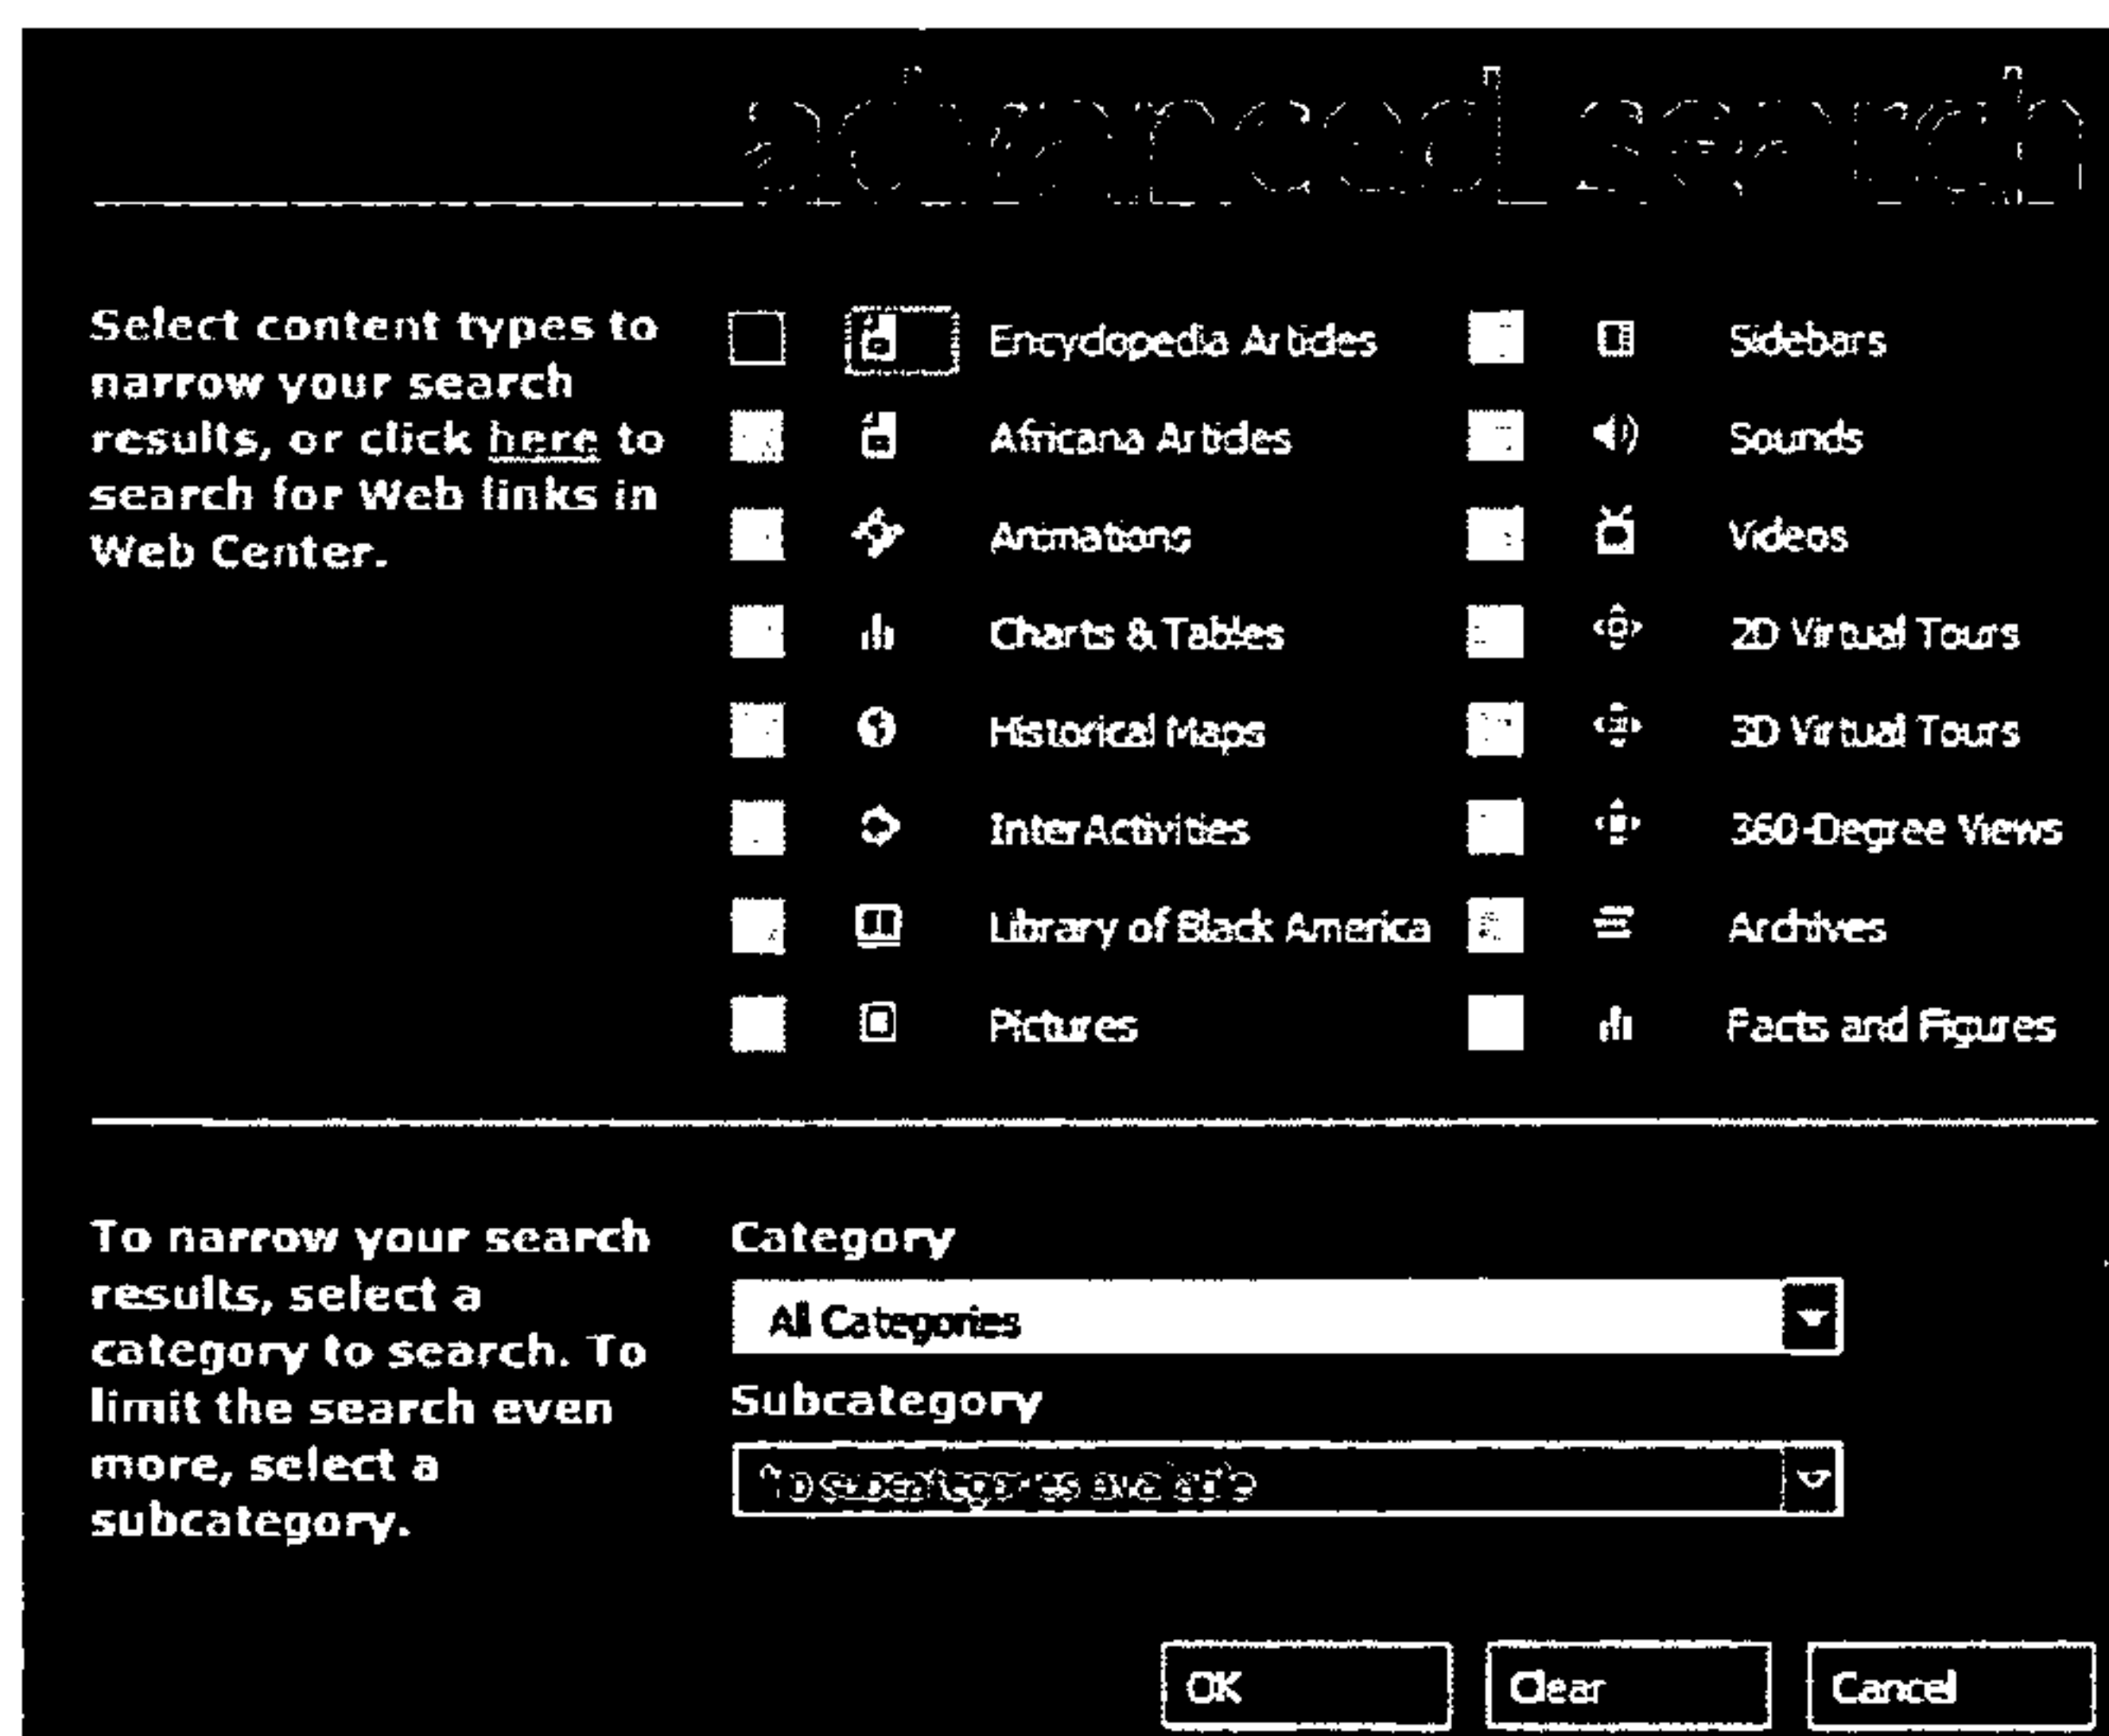 advanced search
Select content types to
narrow your search
results, or click here to
search for Web links in
Web Center.
Encyclopedia Articles
Sidebars
Africana Articles
Sounds
Animations
Videos
Charts & Tables
2D Virtual Tours
Historical Maps
3D Virtual Tours
InterActivities
360-Degree Views
Library of Black America
Archives
Pictures
Facts and Figures
To narrow your search
results, select a
category to search. To
limit the search even
more, select a
subcategory.
Category
All Categories
Subcategory
No subcategories available
OK
Clear
Cancel